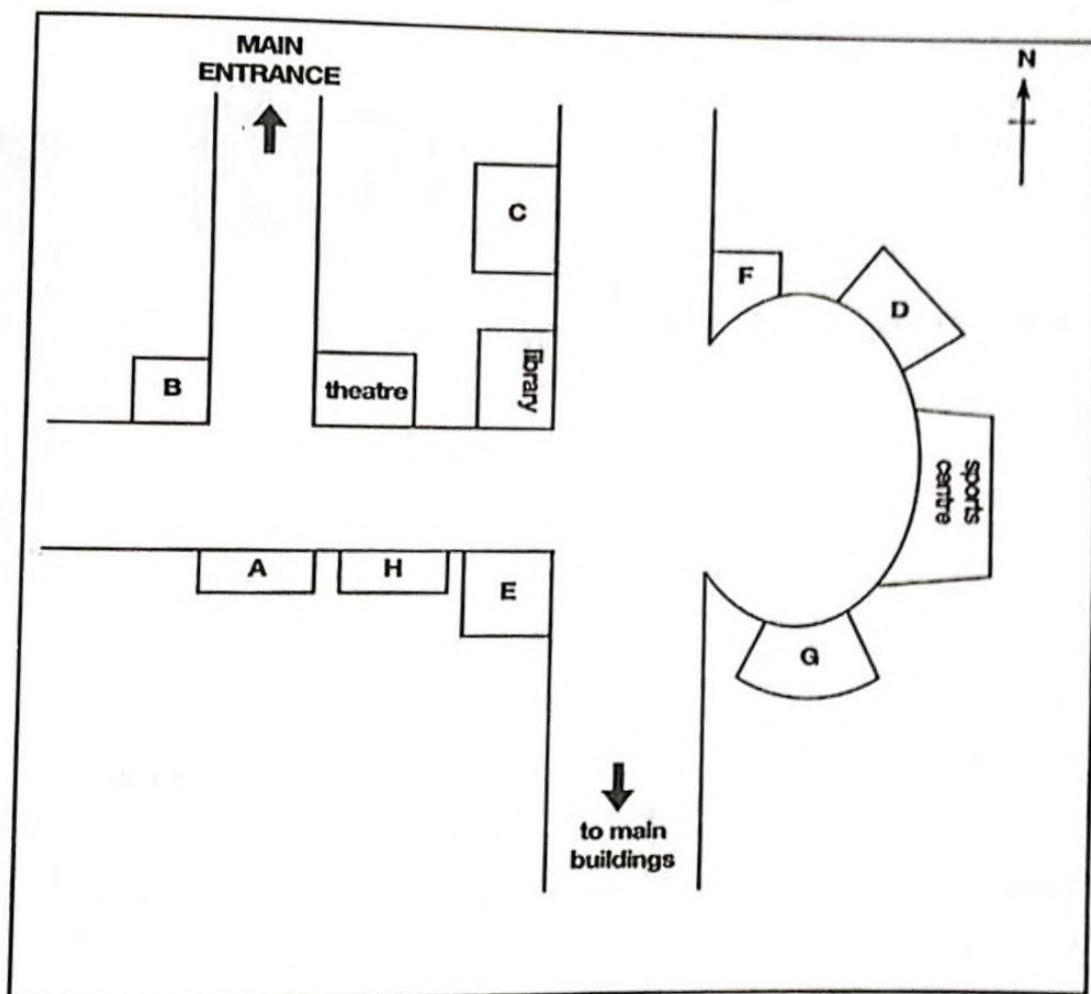 MAIN
ENTRANCE
N
C
F
D
B
theatre
library
sports
centre
A
H
E
G
to main
buildings